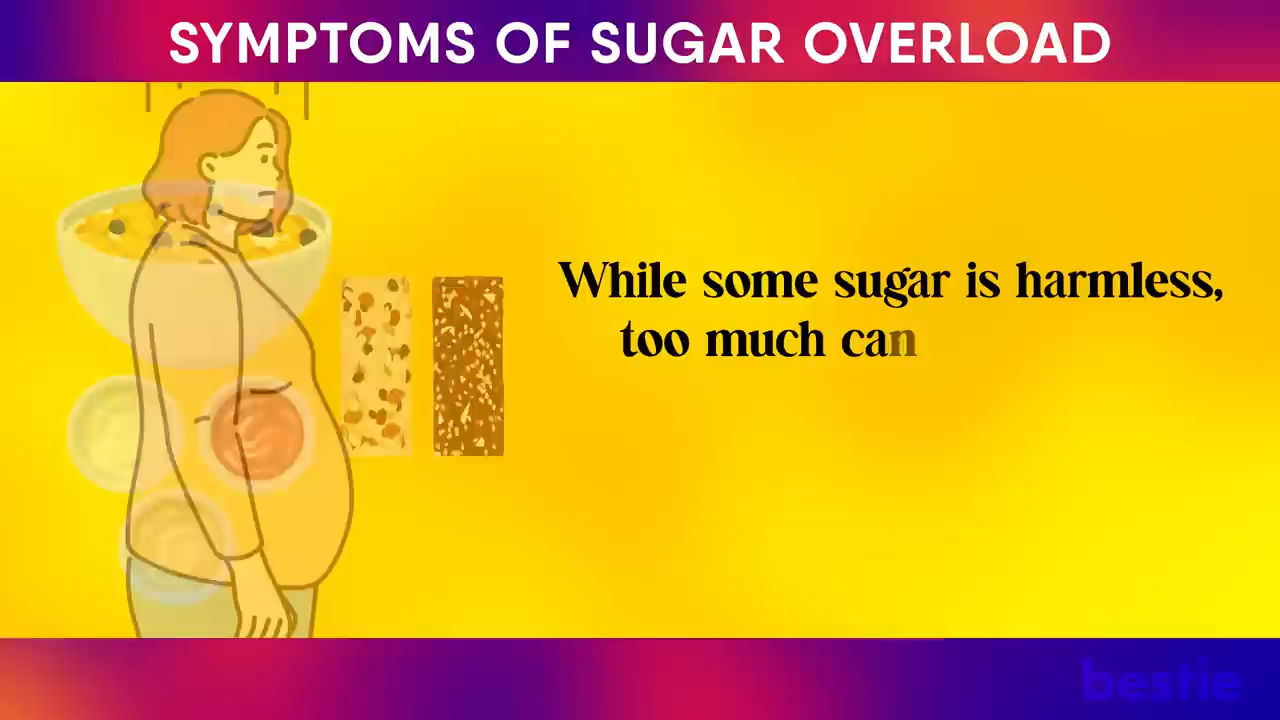 SYMPTOMS OF SUGAR OVERLOAD
While some sugar is harmless,
too much can
bestie